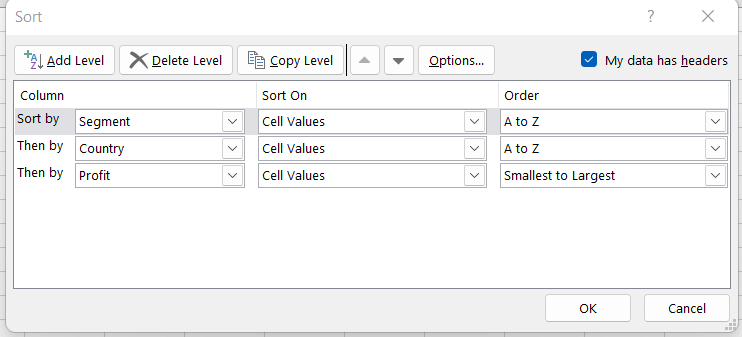 Sort ?
Add Level Delete Level Copy Level Options... My data has headers
Column Sort On Order
Sort by Segment Cell Values A to Z
Then by Country Cell Values A to Z
Then by Profit Cell Values Smallest to Largest
OK Cancel